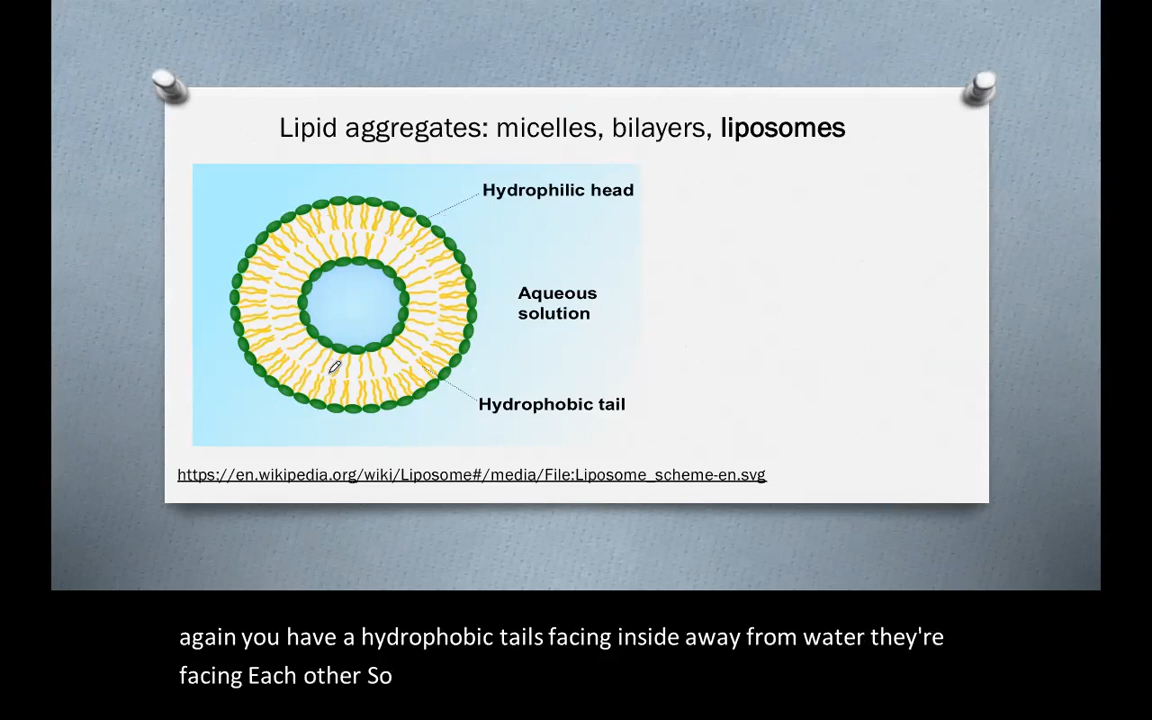 Lipid aggregates: micelles, bilayers, liposomes
Hydrophilic head
Aqueous
solution
Hydrophobic tail
https://en.wikipedia.org/wiki/Liposome#/media/File:Liposome_scheme-en.svg
again you have a hydrophobic tails facing inside away from water they're
facing Each other So